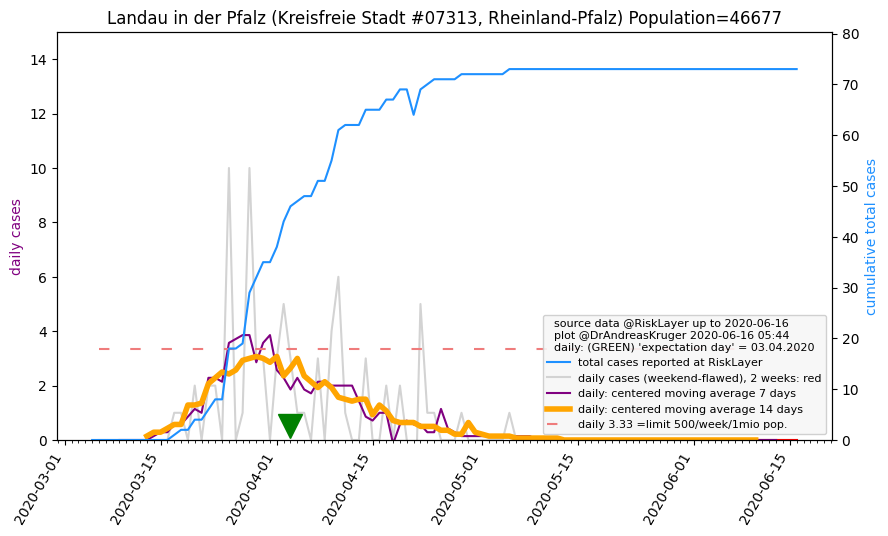 Landau in der Pfalz (Kreisfreie Stadt #07313, Rheinland-Pfalz) Population=46677
daily cases
14
12
10
8
6
4
2
0
80
70
60
50
40
30
20
10
0
cumulative total cases
source data @RiskLayer up to 2020-06-16
plot @DrAndreasKruger 2020-06-16 05:44
daily: (GREEN) 'expectation day' = 03.04.2020
total cases reported at RiskLayer
daily cases (weekend-flawed), 2 weeks: red
daily: centered moving average 7 days
daily: centered moving average 14 days
daily 3.33 =limit 500/week/1mio pop.
2020-03-01
2020-03-15
2020-04-01
2020-04-15
2020-05-01
2020-05-15
2020-06-01
2020-06-15